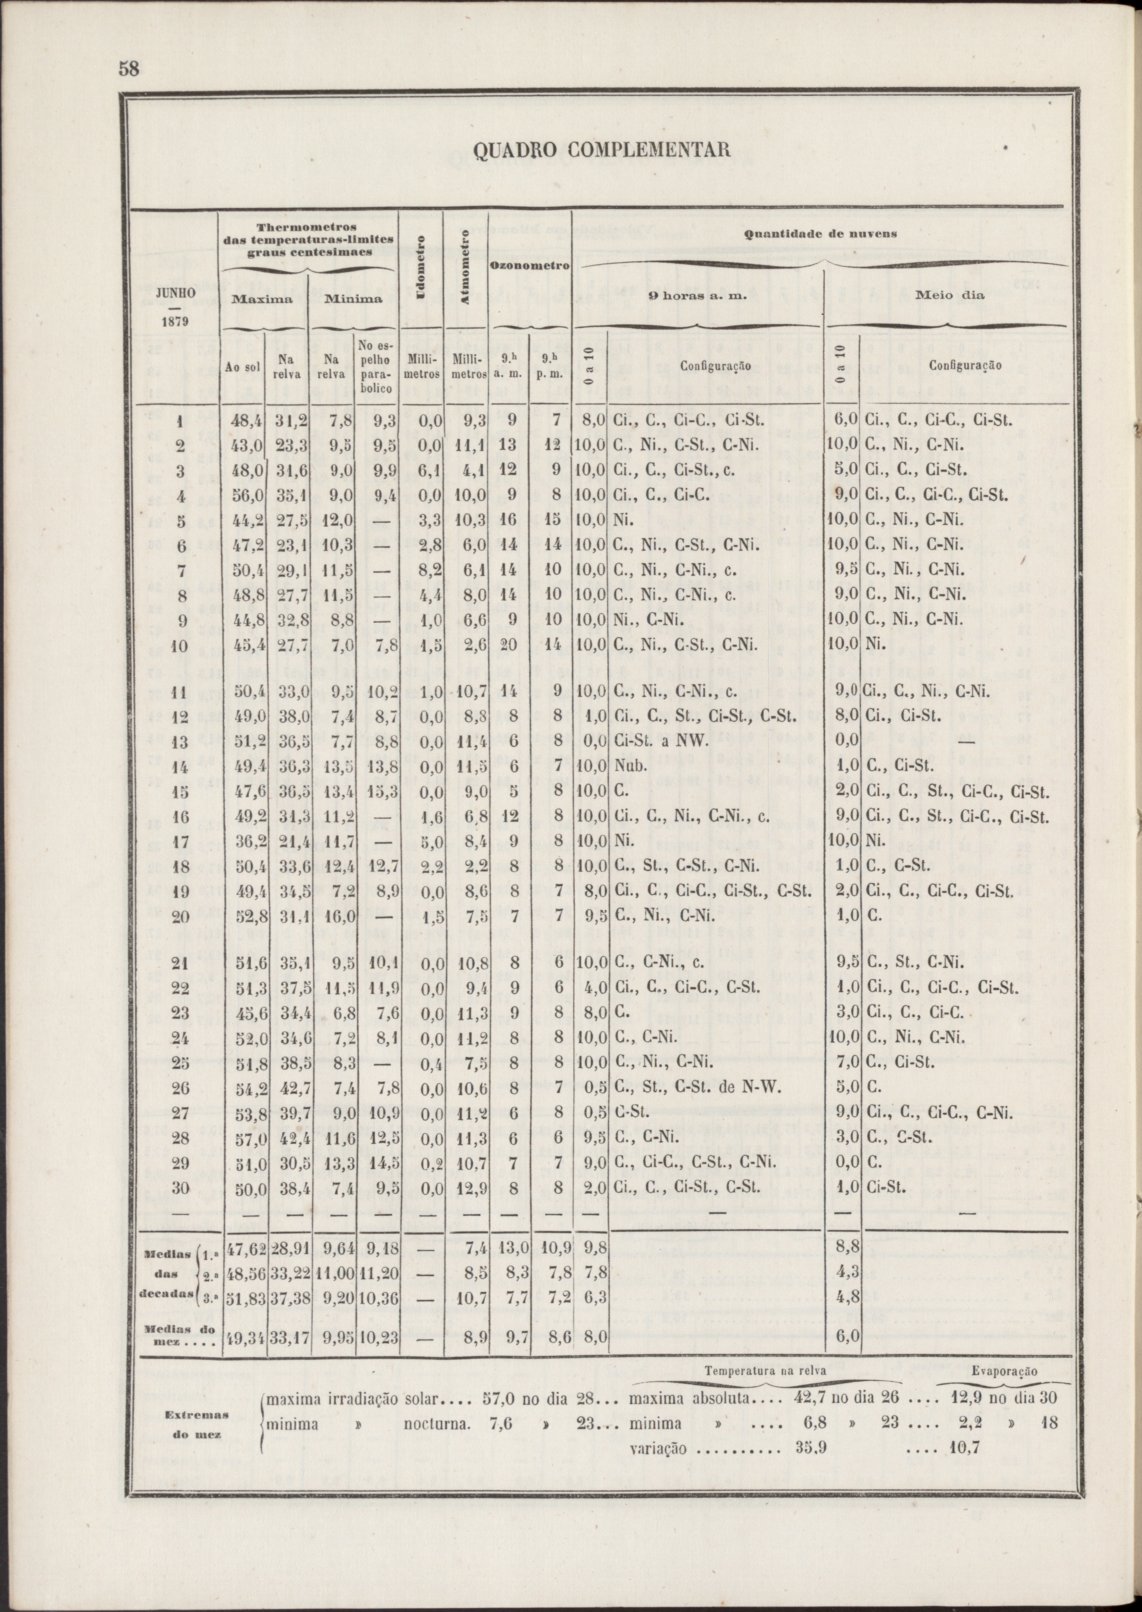 58
QUADRO COMPLEMENTAR
JUNHO — 1879
Thermometros
das temperaturas-limites
graus centesimaes
Udometro
Atmometro
Ozonometro
Quantidade de nuvens
Maxima Minima
9 horas a. m. Meio dia
Ao sol Na relva Na relva No espelho parabolico Milli-metros Milli-metros 9.h a. m. 9.h p. m. 0 a 10 Configuração 0 a 10 Configuração
1 48,4 31,2 7,8 9,3 0,0 9,3 9 7 8,0 Ci., C., Ci-C., Ci-St. 6,0 Ci., C., Ci-C., Ci-St.
2 43,0 23,3 9,5 9,5 0,0 11,1 13 12 10,0 C., Ni., C-St., C-Ni. 10,0 C., Ni., C-Ni.
3 48,0 31,6 9,0 9,9 6,1 4,1 12 9 10,0 Ci., C., Ci-St., c. 5,0 Ci., C., Ci-St.
4 56,0 35,1 9,0 9,4 0,0 10,0 9 8 10,0 Ci., C., Ci-C. 9,0 Ci., C., Ci-C., Ci-St.
5 44,2 27,5 12,0 — 3,3 10,3 16 15 10,0 Ni. 10,0 C., Ni., C-Ni.
6 47,2 23,1 10,3 — 2,8 6,0 14 14 10,0 C., Ni., C-St., C-Ni. 10,0 C., Ni., C-Ni.
7 50,4 29,1 11,5 — 8,2 6,1 14 10 10,0 C., Ni., C-Ni., c. 9,5 C., Ni., C-Ni.
8 48,8 27,7 11,5 — 4,4 8,0 14 10 10,0 C., Ni., C-Ni., c. 9,0 C., Ni., C-Ni.
9 44,8 32,8 8,8 — 1,0 6,6 9 10 10,0 Ni., C-Ni. 10,0 C., Ni., C-Ni.
10 45,4 27,7 7,0 7,8 1,5 2,6 20 14 10,0 C., Ni., C-St., C-Ni. 10,0 Ni.
11 50,4 33,0 9,5 10,2 1,0 10,7 14 9 10,0 C., Ni., C-Ni., c. 9,0 Ci., C., Ni., C-Ni.
12 49,0 38,0 7,4 8,7 0,0 8,8 8 8 1,0 Ci., C., St., Ci-St., C-St. 8,0 Ci., Ci-St.
13 51,2 36,5 7,7 8,8 0,0 11,4 6 8 0,0 Ci-St. a NW. 0,0 —
14 49,4 36,3 13,5 13,8 0,0 11,5 6 7 10,0 Nub. 1,0 C., Ci-St.
15 47,6 36,5 13,4 15,3 0,0 9,0 5 8 10,0 C. 2,0 Ci., C., St., Ci-C., Ci-St.
16 49,2 31,3 11,2 — 1,6 6,8 12 8 10,0 Ci., C., Ni., C-Ni., c. 9,0 Ci., C., St., Ci-C., Ci-St.
17 36,2 21,4 11,7 — 5,0 8,4 9 8 10,0 Ni. 10,0 Ni.
18 50,4 33,6 12,4 12,7 2,2 2,2 8 8 10,0 C., St., C-St., C-Ni. 1,0 C., C-St.
19 49,4 34,5 7,2 8,9 0,0 8,6 8 7 8,0 Ci., C., Ci-C., Ci-St., C-St. 2,0 Ci., C., Ci-C., Ci-St.
20 52,8 31,1 16,0 — 1,5 7,5 7 7 9,5 C., Ni., C-Ni. 1,0 C.
21 51,6 35,1 9,5 10,1 0,0 10,8 8 6 10,0 C., C-Ni., c. 9,5 C., St., C-Ni.
22 51,3 37,5 11,5 11,9 0,0 9,4 9 6 4,0 Ci., C., Ci-C., C-St. 1,0 Ci., C., Ci-C., Ci-St.
23 45,6 34,4 6,8 7,6 0,0 11,3 9 8 8,0 C. 3,0 Ci., C., Ci-C.
24 52,0 34,6 7,2 8,1 0,0 11,2 8 8 10,0 C., C-Ni. 10,0 C., Ni., C-Ni.
25 51,8 38,5 8,3 — 0,4 7,5 8 8 10,0 C., Ni., C-Ni. 7,0 C., Ci-St.
26 54,2 42,7 7,4 7,8 0,0 10,6 8 7 0,5 C., St., C-St. de N-W. 5,0 C.
27 53,8 39,7 9,0 10,9 0,0 11,2 6 8 0,5 C-St. 9,0 Ci., C., Ci-C., C-Ni.
28 57,0 42,4 11,6 12,5 0,0 11,3 6 6 9,5 C., C-Ni. 3,0 C., C-St.
29 51,0 30,5 13,3 14,5 0,2 10,7 7 7 9,0 C., Ci-C., C-St., C-Ni. 0,0 C.
30 50,0 38,4 7,4 9,5 0,0 12,9 8 8 2,0 Ci., C., Ci-St., C-St. 1,0 Ci-St.
— — — — — — — — — — — — —
Medias das decadas
1.ª 47,62 28,91 9,64 9,18 — 7,4 13,0 10,9 9,8 8,8
2.ª 48,56 33,22 11,00 11,20 — 8,5 8,3 7,8 7,8 4,3
3.ª 51,83 37,38 9,20 10,36 — 10,7 7,7 7,2 6,3 4,8
Medias do mez .... 49,34 33,17 9,95 10,23 — 8,9 9,7 8,6 8,0 6,0
Temperatura na relva Evaporação
Extremas do mez
maxima irradiação solar.... 57,0 no dia 28... maxima absoluta.... 42,7 no dia 26 .... 12,9 no dia 30
minima » nocturna. 7,6 » 23... minima » .... 6,8 » 23 .... 2,2 » 18
variação .......... 35,9 .... 10,7